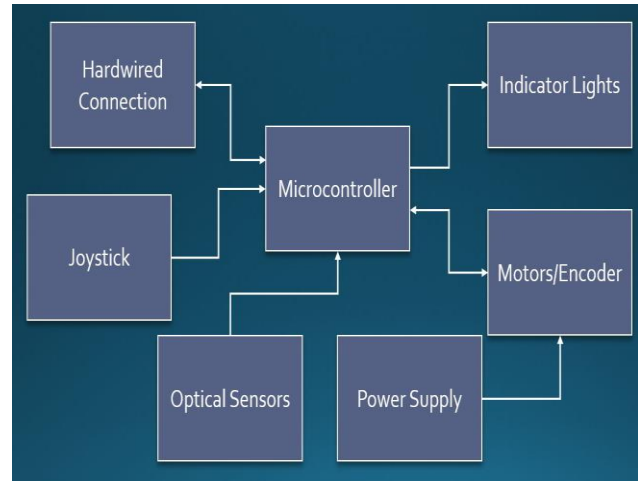 Hardwired
Connection
Indicator Lights
Microcontroller
Joystick
Motors/Encoder
Optical Sensors
Power Supply